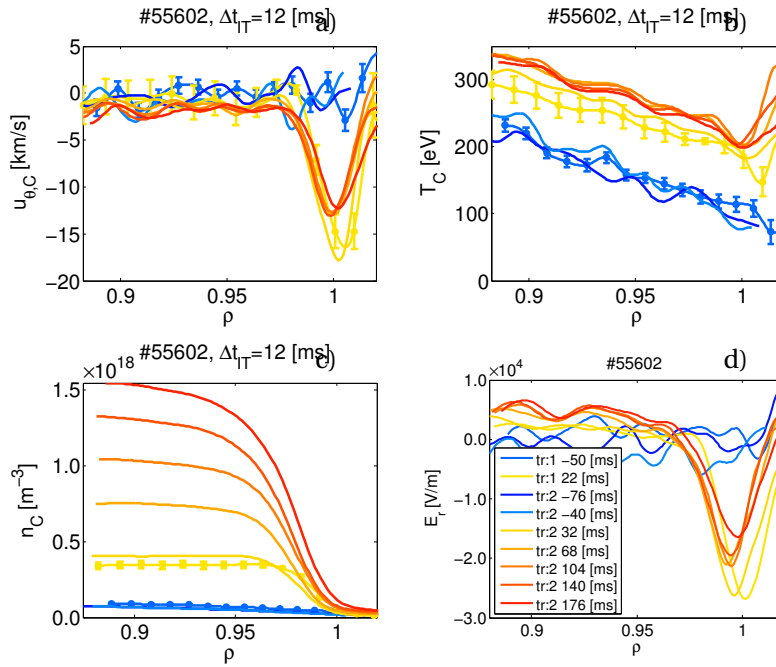 #55602, Δt_IT=12 [ms]
a)
5
0
−5
−10
−15
−20
u_θ,C [km/s]
0.9
0.95
1
ρ
#55602, Δt_IT=12 [ms]
b)
300
200
100
0
T_C [eV]
0.9
0.95
1
ρ
#55602, Δt_IT=12 [ms]
c)
×10^18
1.5
1.0
0.5
0.0
n_C [m^−3]
0.9
0.95
1
ρ
#55602
d)
×10^4
1.0
0.0
−1.0
−2.0
−3.0
E_r [V/m]
tr:1 −50 [ms]
tr:1 22 [ms]
tr:2 −76 [ms]
tr:2 −40 [ms]
tr:2 32 [ms]
tr:2 68 [ms]
tr:2 104 [ms]
tr:2 140 [ms]
tr:2 176 [ms]
0.9
0.95
1
ρ